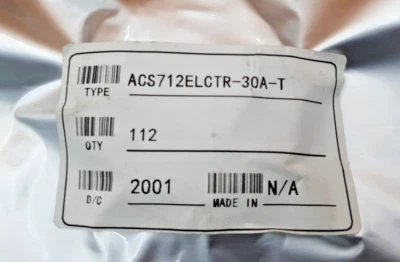 TYPE ACS712ELCTR-30A-T
QTY 112
D/C 2001 MADE IN N/A